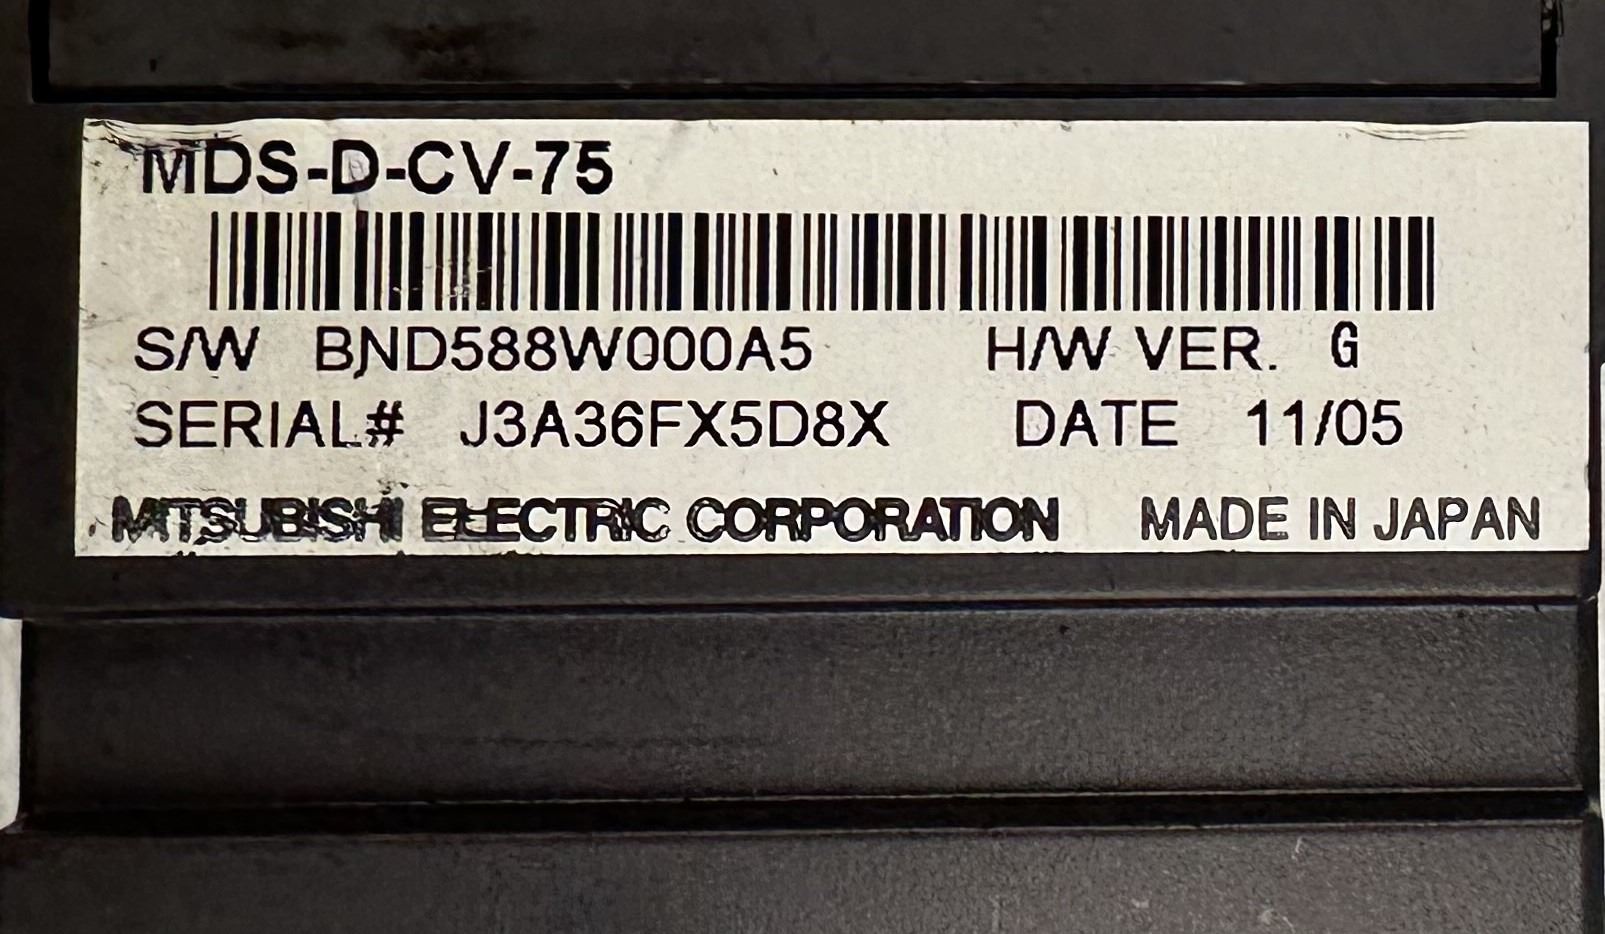 MDS-D-CV-75
S/W BND588W000A5 H/W VER. G
SERIAL# J3A36FX5D8X DATE 11/05
MITSUBISHI ELECTRIC CORPORATION MADE IN JAPAN